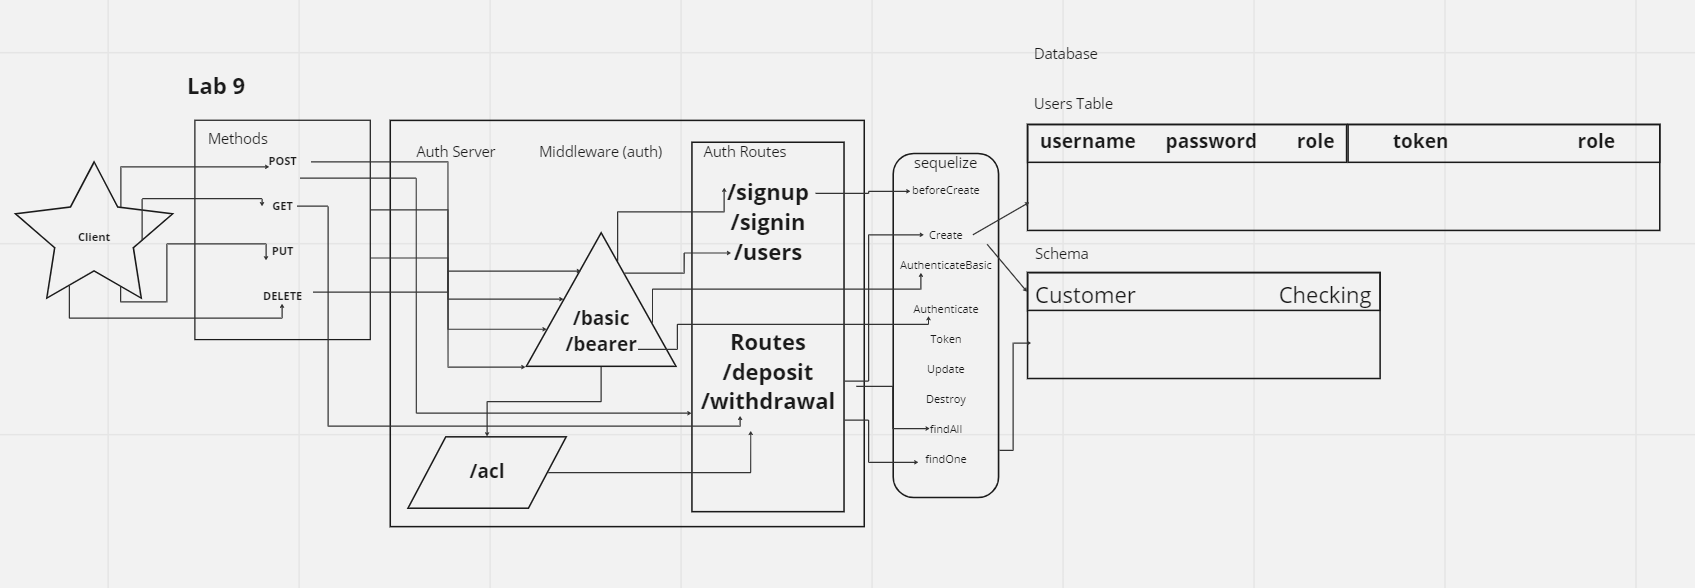 Database
Lab 9
Users Table
username password role token role
Methods
POST
GET
PUT
DELETE
Client
Auth Server
Middleware (auth)
Auth Routes
/signup
/signin
/users
/basic
/bearer
Routes
/deposit
/withdrawal
/acl
sequelize
beforeCreate
Create
AuthenticateBasic
Authenticate
Token
Update
Destroy
findAll
findOne
Schema
Customer Checking